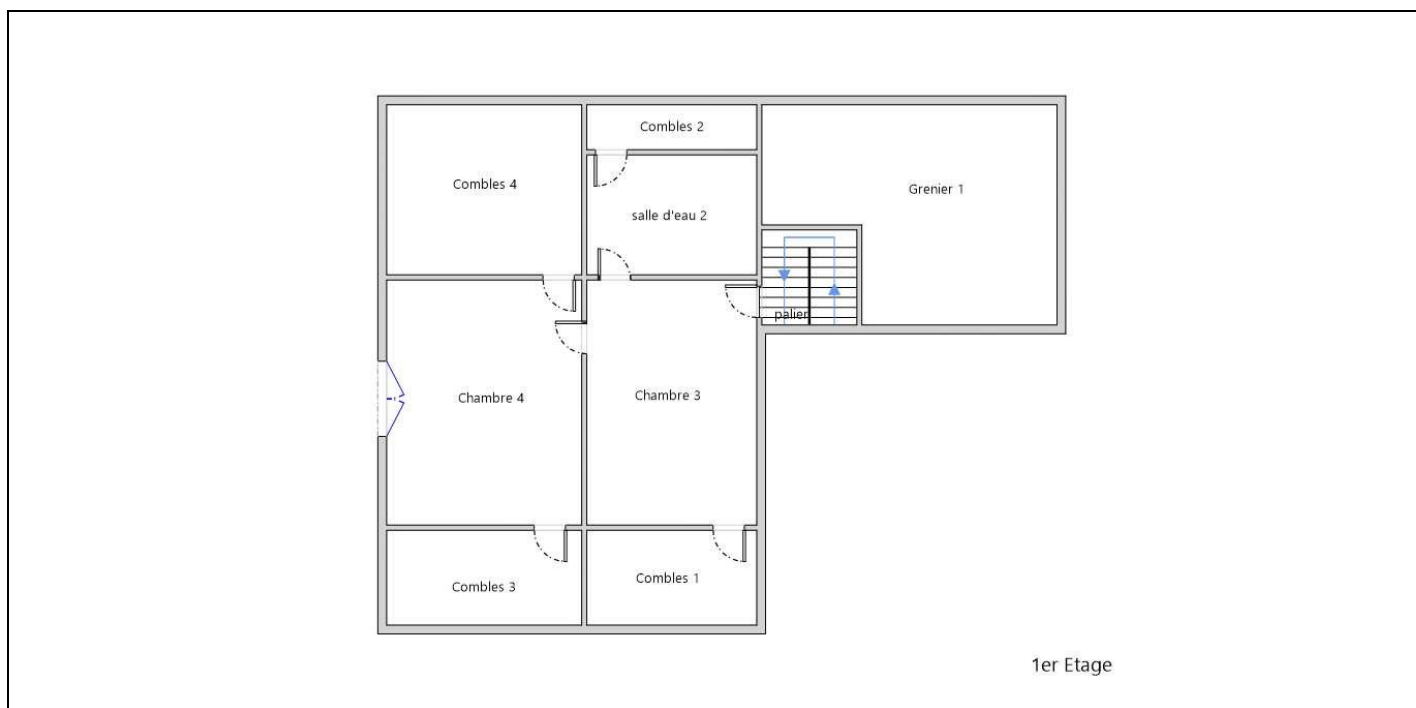 Combles 2
Combles 4
Grenier 1
salle d'eau 2
palier
Chambre 4
Chambre 3
Combles 3
Combles 1
1er Etage